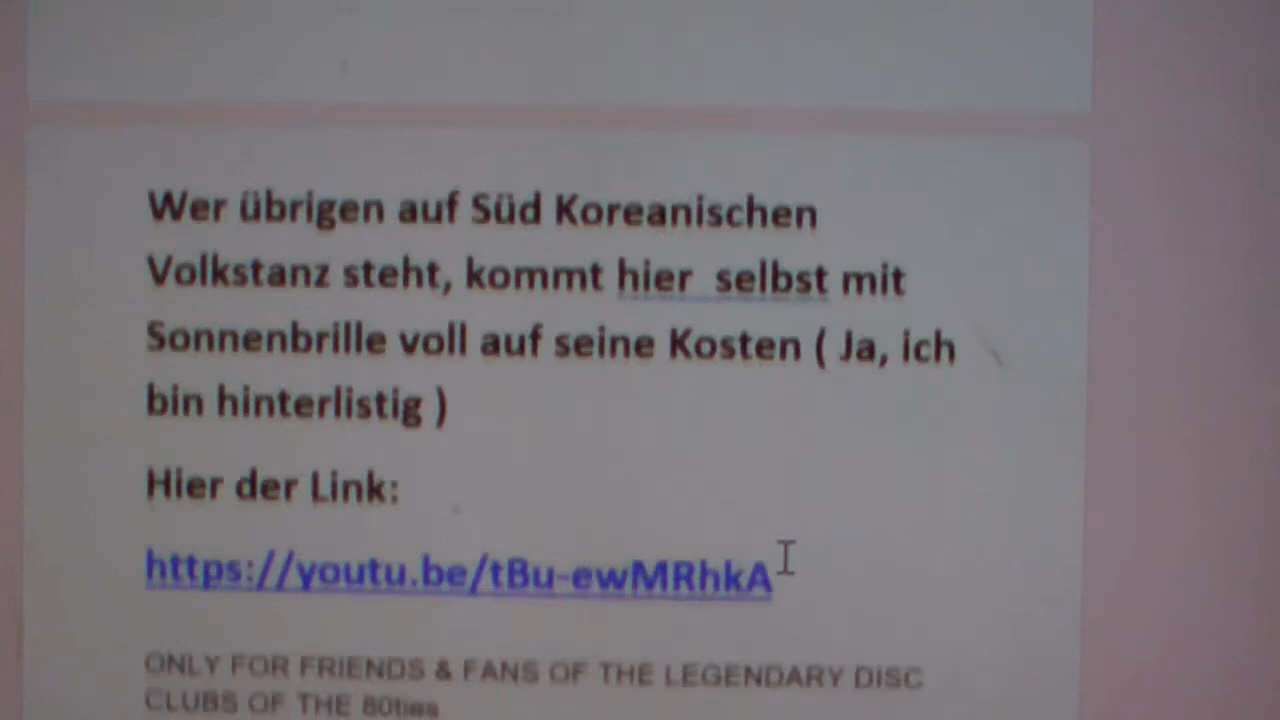 Wer übrigen auf Süd Koreanischen
Volkstanz steht, kommt hier  selbst mit
Sonnenbrille voll auf seine Kosten ( Ja, ich
bin hinterlistig )
Hier der Link:
https://youtu.be/tBu-ewMRhkA
ONLY FOR FRIENDS & FANS OF THE LEGENDARY DISC
CLUBS OF THE 80ties